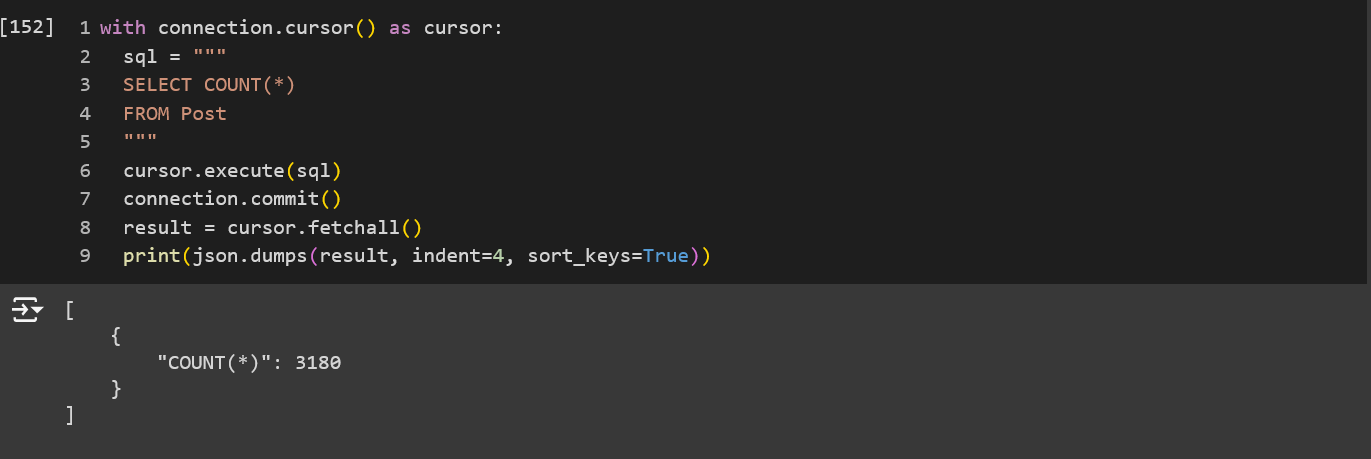 [152] 1 with connection.cursor() as cursor:
2   sql = """
3   SELECT COUNT(*)
4   FROM Post
5   """
6   cursor.execute(sql)
7   connection.commit()
8   result = cursor.fetchall()
9   print(json.dumps(result, indent=4, sort_keys=True))
[
    {
        "COUNT(*)": 3180
    }
]